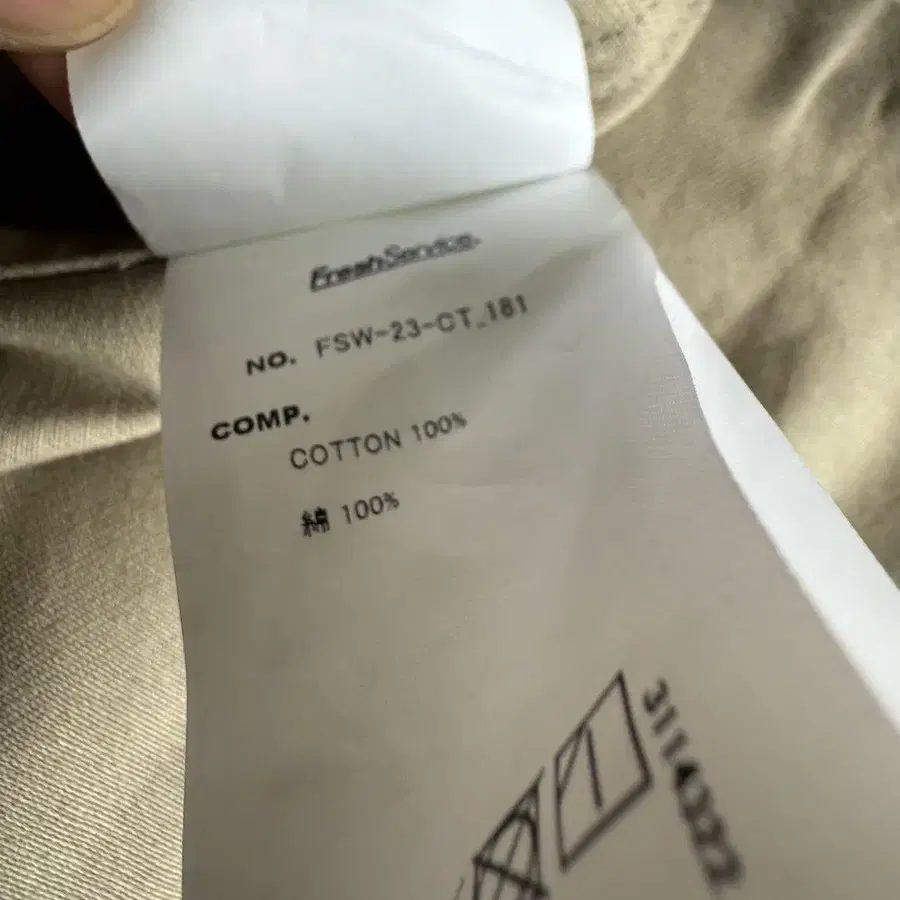 FreshService.
NO. FSW-23-CT_181
COMP.
COTTON 100%
綿 100%